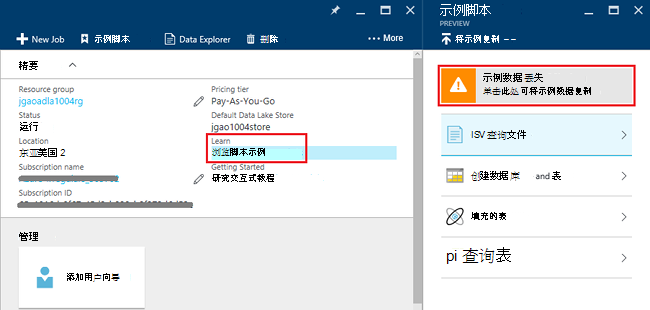 + New Job
示例脚本
Data Explorer
删除
••• More
精要
Resource group
jgaoadla1004rg
Status
运行
Location
东亚美国 2
Subscription name
Subscription ID
Pricing tier
Pay-As-You-Go
Default Data Lake Store
jgao1004store
Learn
浏览脚本示例
Getting Started
研究交互式教程
管理
添加用户向导
示例脚本
PREVIEW
将示例复制 — –
示例数据丢失
单击此处可将示例数据复制
ISV 查询文件
创建数据库 and 表
填充的表
pi 查询表